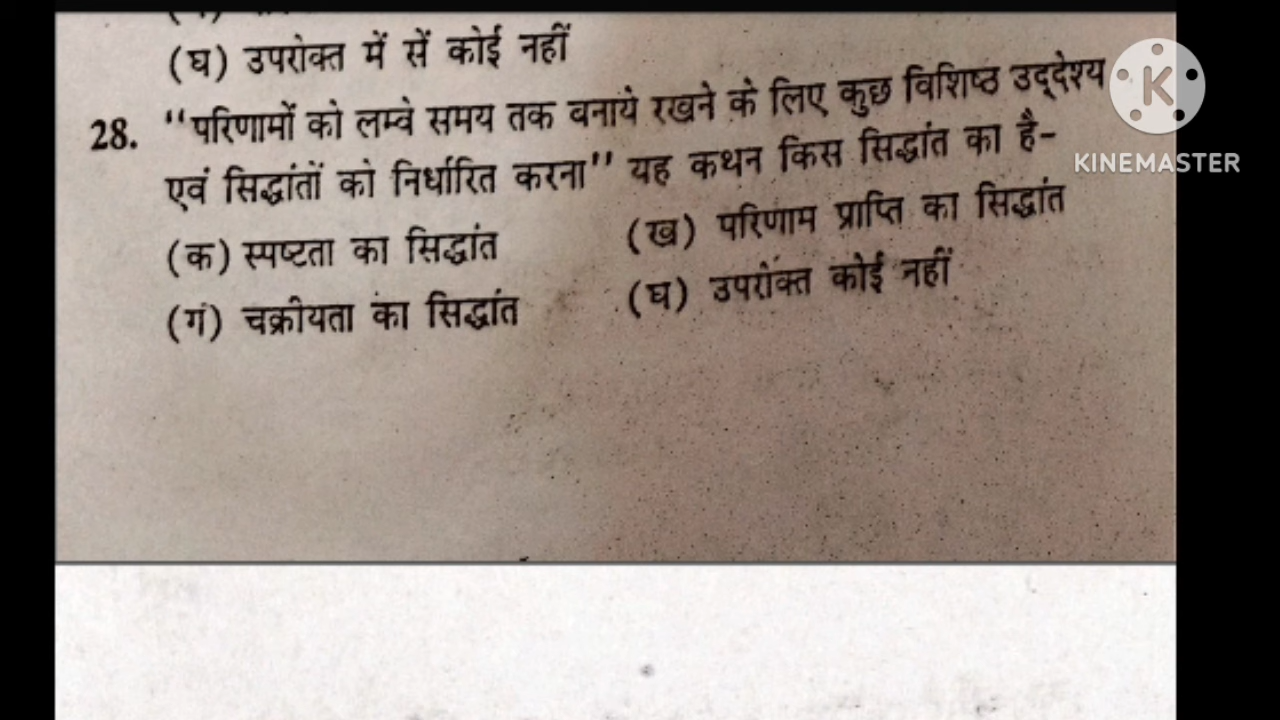 (घ) उपरोक्त में सें कोई नहीं
28. "परिणामों को लम्वे समय तक वनाये रखने के लिए कुछ विशिष्ठ उद्देश्य
एवं सिद्धांतों को निर्धारित करना" यह कथन किस सिद्धांत का है-
(क) स्पष्टता का सिद्धांत (ख) परिणाम प्राप्ति का सिद्धांत
(ग) चक्रीयता का सिद्धांत (घ) उपरोंक्त कोई नहीं
KINEMASTER